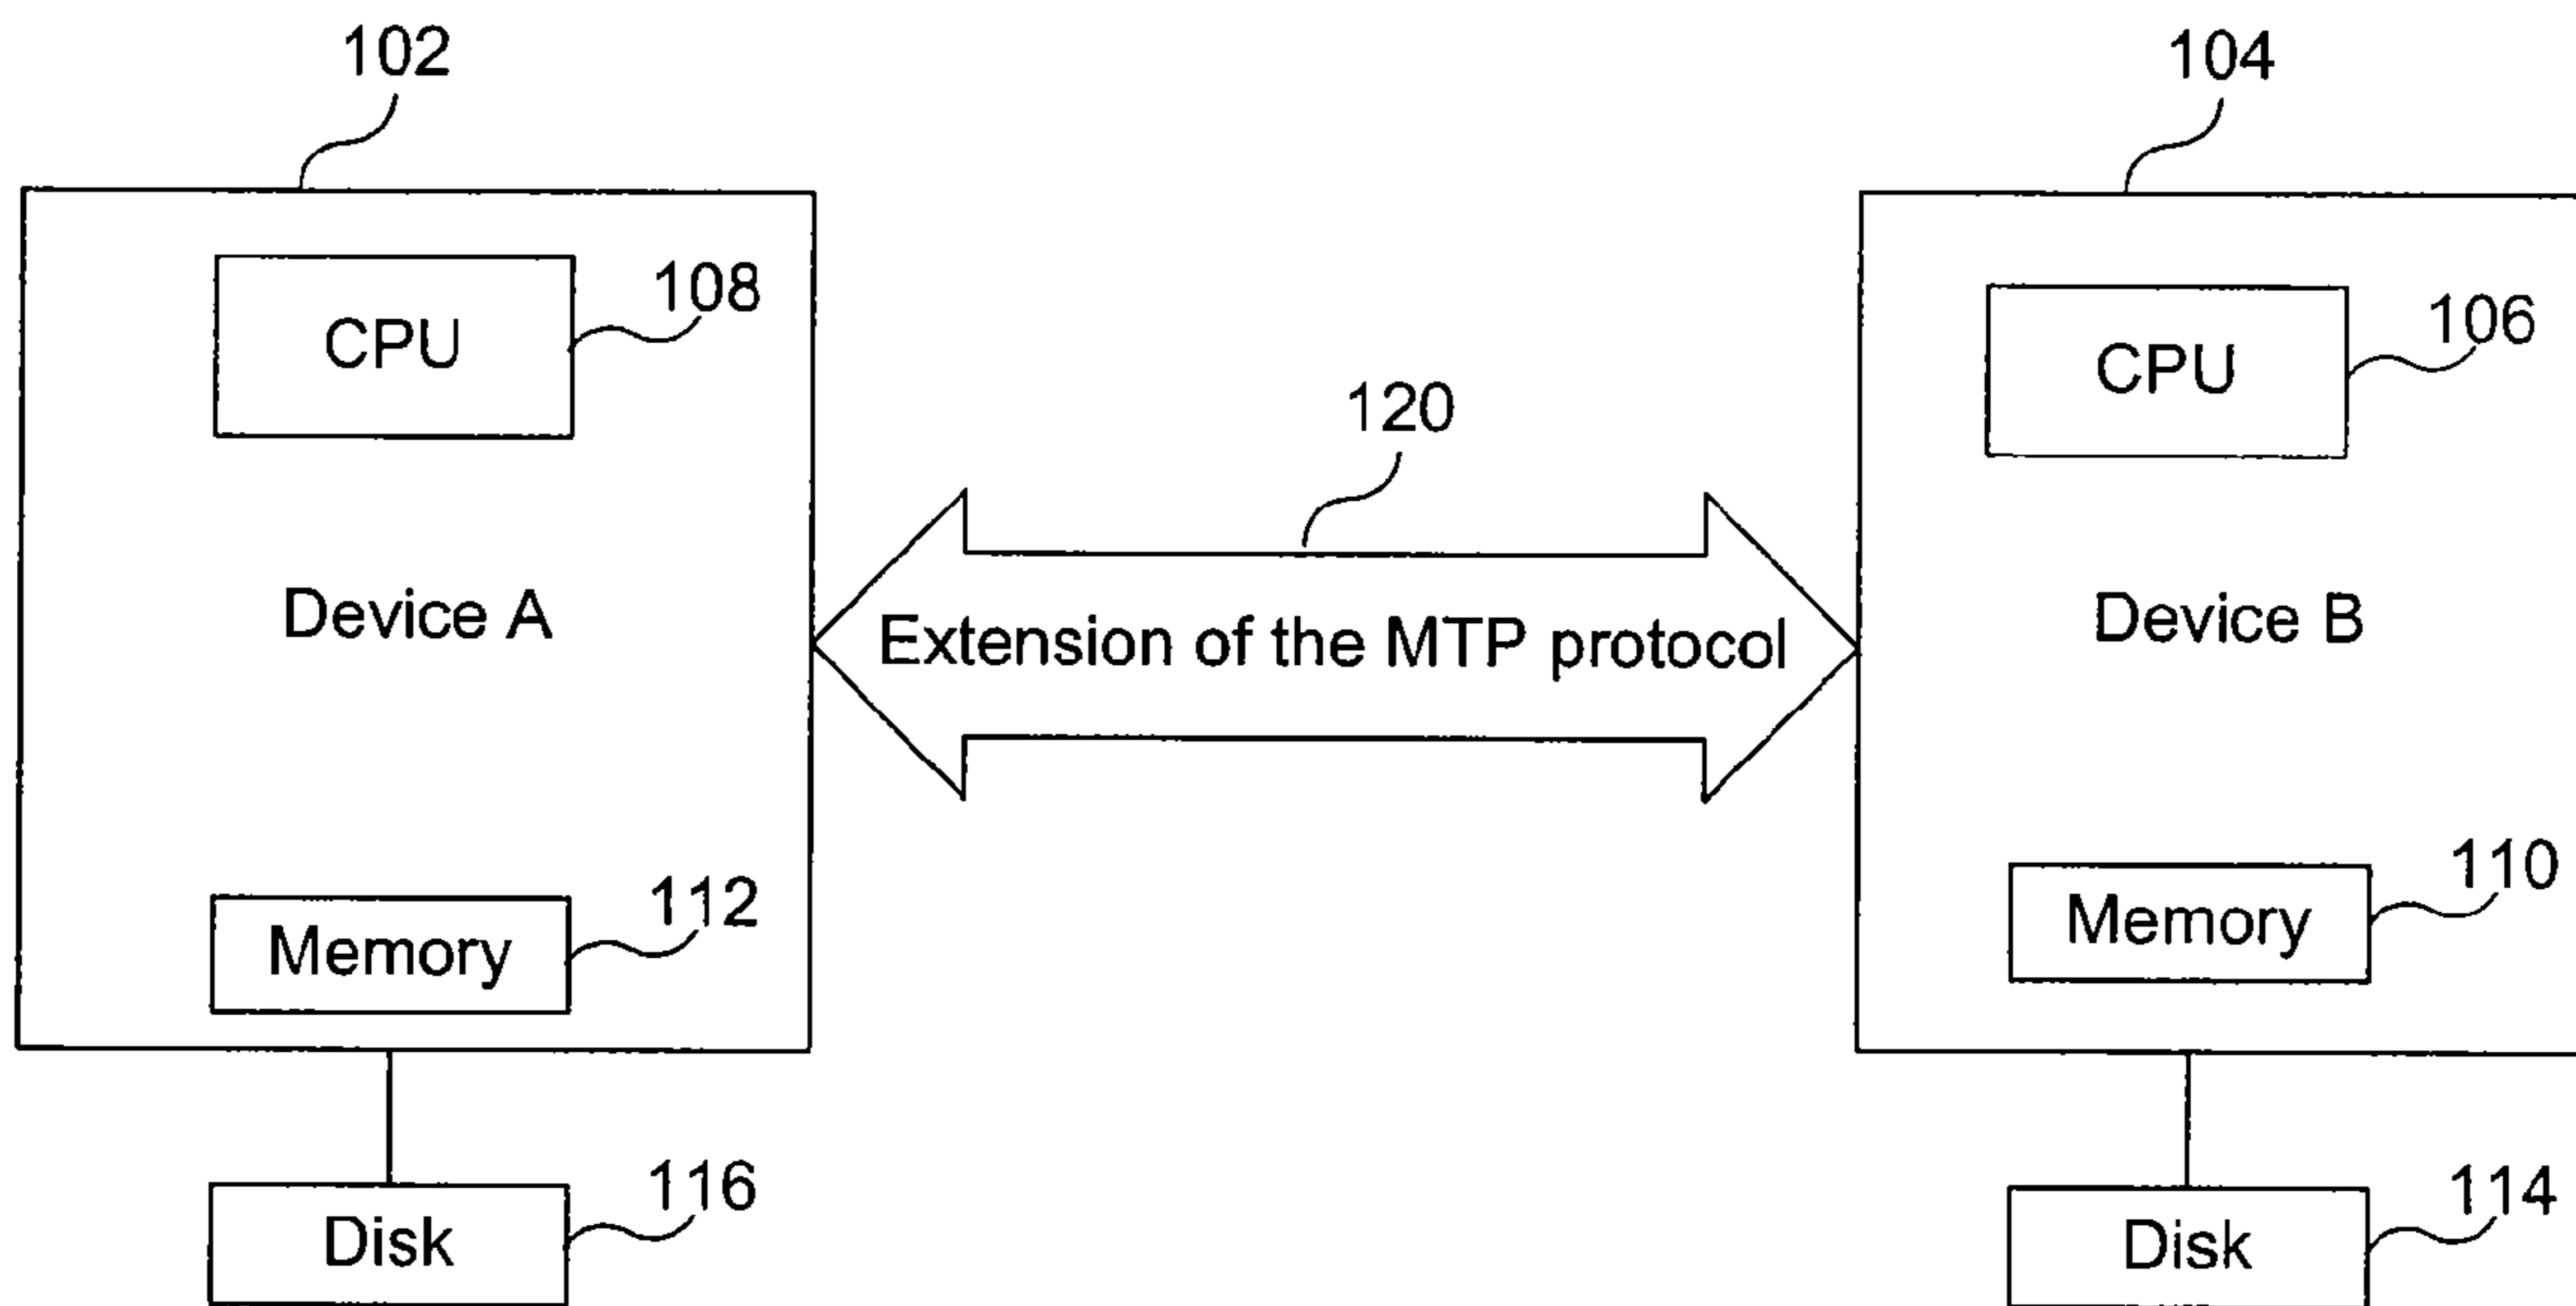 102
104
CPU
108
CPU
106
120
Device A
Extension of the MTP protocol
Device B
Memory
112
Memory
110
Disk
116
Disk
114